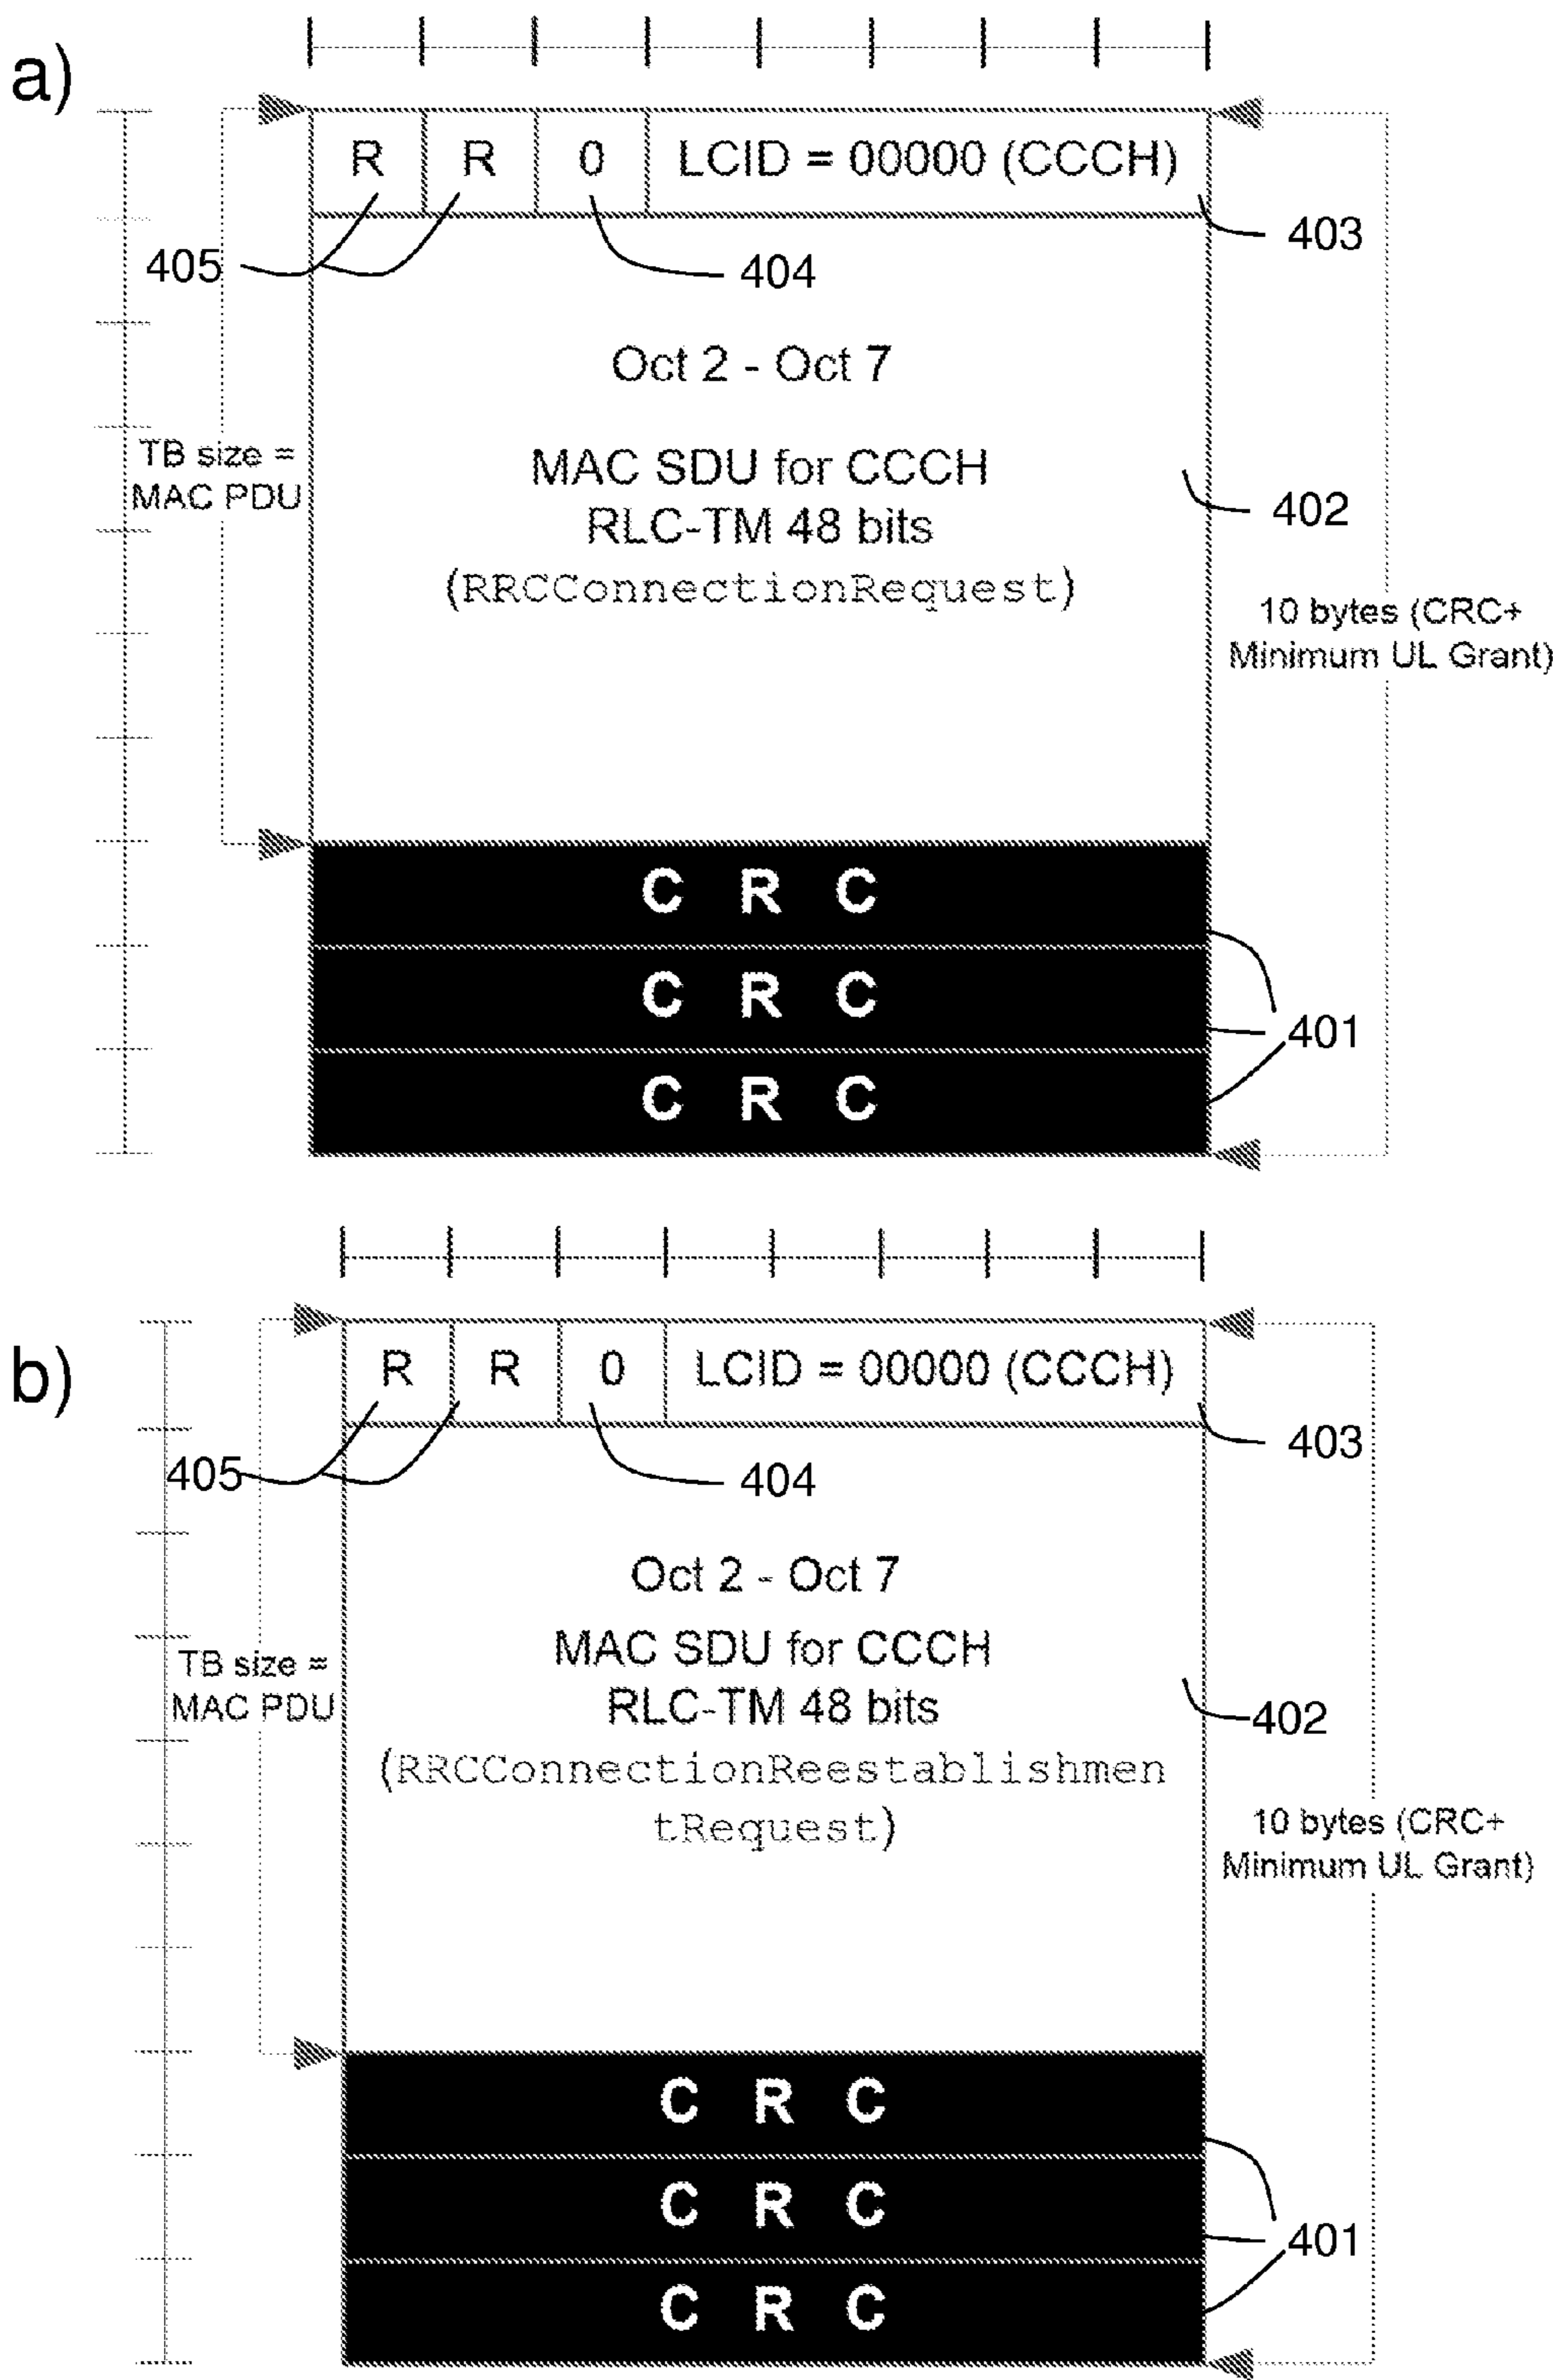 a)
R R 0 LCID = 00000 (CCCH)
403
405
404
Oct 2 - Oct 7
TB size =
MAC PDU
MAC SDU for CCCH
RLC-TM 48 bits
(RRCConnectionRequest)
402
10 bytes (CRC+
Minimum UL Grant)
C R C
C R C
C R C
401
b)
R R 0 LCID = 00000 (CCCH)
403
405
404
Oct 2 - Oct 7
TB size =
MAC PDU
MAC SDU for CCCH
RLC-TM 48 bits
(RRCConnectionReestablishmen
tRequest)
402
10 bytes (CRC+
Minimum UL Grant)
C R C
C R C
C R C
401